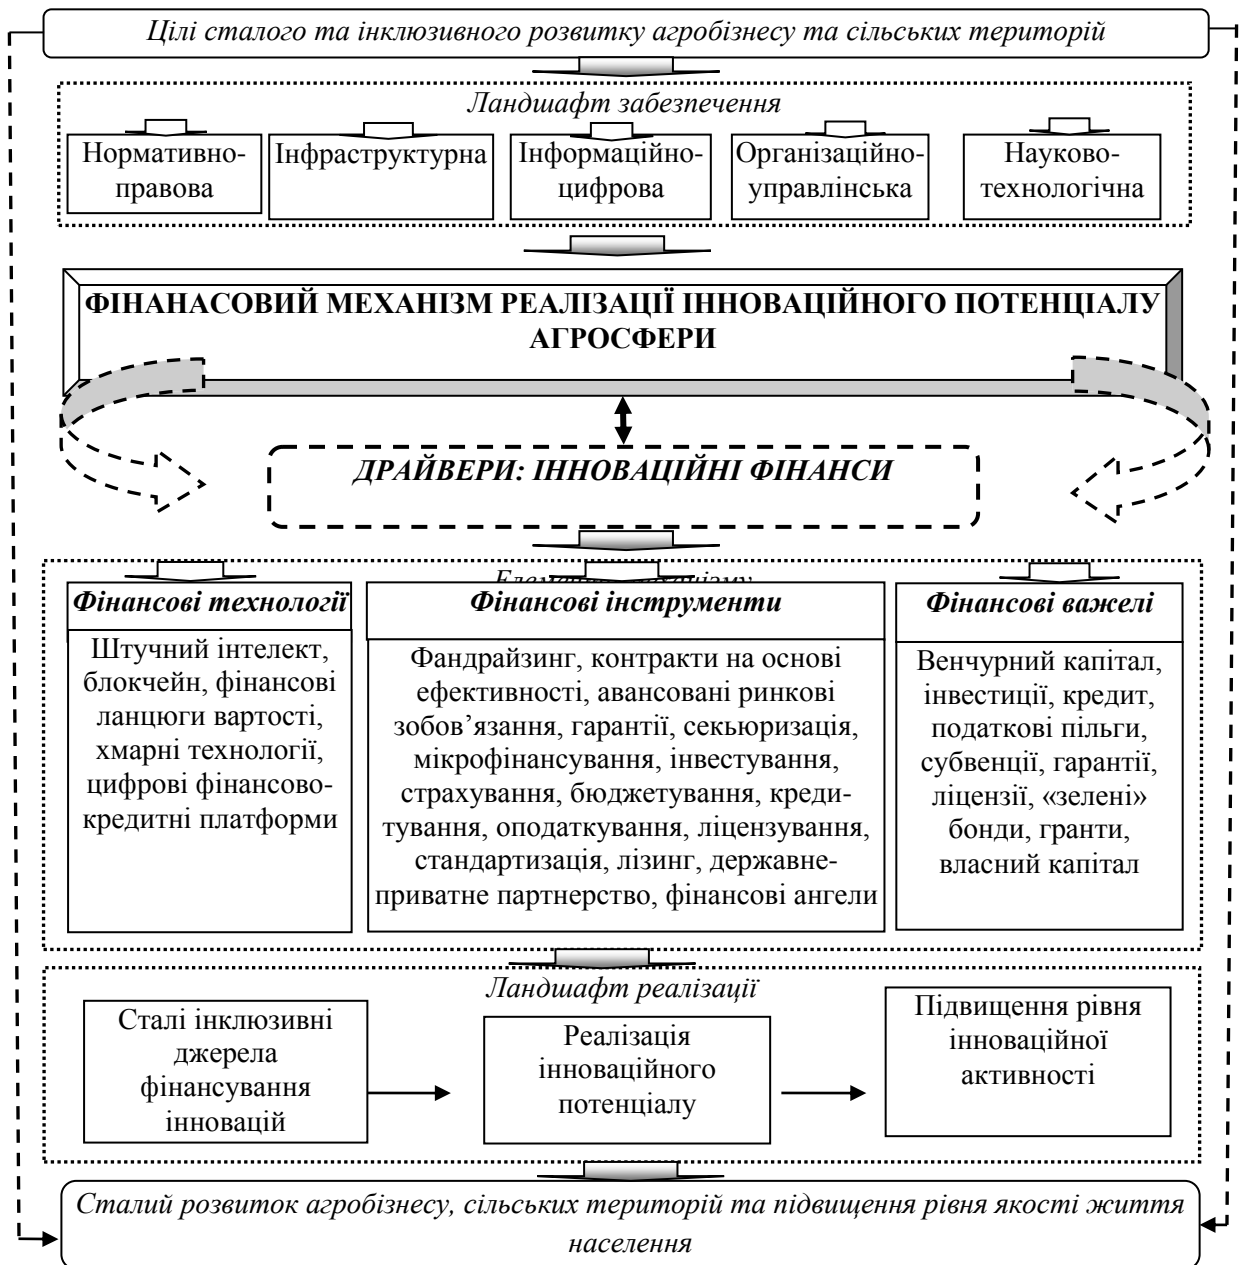 Цілі сталого та інклюзивного розвитку агробізнесу та сільських територій
Ландшафт забезпечення
Нормативно-
правова
Інфраструктурна
Інформаційно-
цифрова
Організаційно-
управлінська
Науково-
технологічна
ФІНАНАСОВИЙ МЕХАНІЗМ РЕАЛІЗАЦІЇ ІННОВАЦІЙНОГО ПОТЕНЦІАЛУ
АГРОСФЕРИ
ДРАЙВЕРИ: ІННОВАЦІЙНІ ФІНАНСИ
Фінансові технології
Штучний інтелект,
блокчейн, фінансові
ланцюги вартості,
хмарні технології,
цифрові фінансово-
кредитні платформи
Фінансові інструменти
Фандрайзинг, контракти на основі
ефективності, авансовані ринкові
зобов’язання, гарантії, секьюризація,
мікрофінансування, інвестування,
страхування, бюджетування, креди-
тування, оподаткування, ліцензування,
стандартизація, лізинг, державне-
приватне партнерство, фінансові ангели
Фінансові важелі
Венчурний капітал,
інвестиції, кредит,
податкові пільги,
субвенції, гарантії,
ліцензії, «зелені»
бонди, гранти,
власний капітал
Ландшафт реалізації
Сталі інклюзивні
джерела
фінансування
інновацій
Реалізація
інноваційного
потенціалу
Підвищення рівня
інноваційної
активності
Сталий розвиток агробізнесу, сільських територій та підвищення рівня якості життя
населення